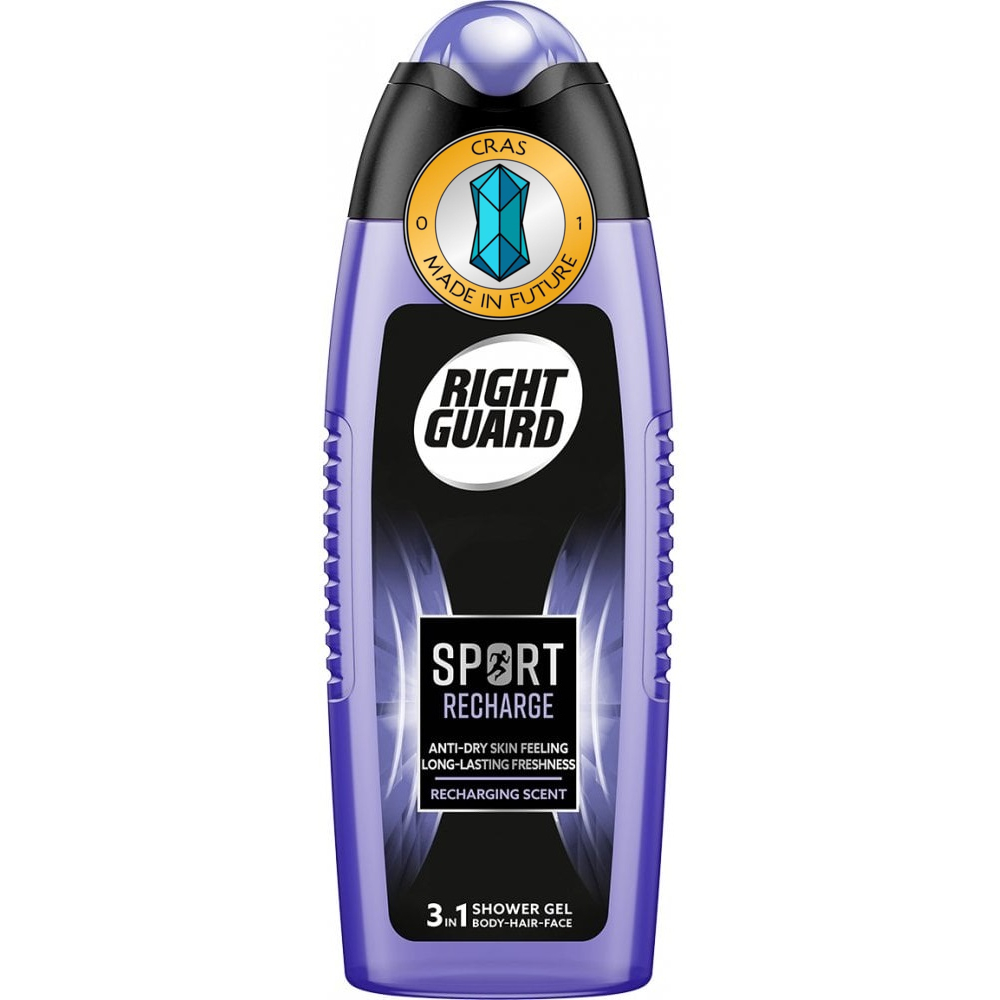 CRAS
0 1
MADE IN FUTURE
RIGHT
GUARD
SPORT
RECHARGE
ANTI-DRY SKIN FEELING
LONG-LASTING FRESHNESS
RECHARGING SCENT
3 IN 1 SHOWER GEL
BODY-HAIR-FACE